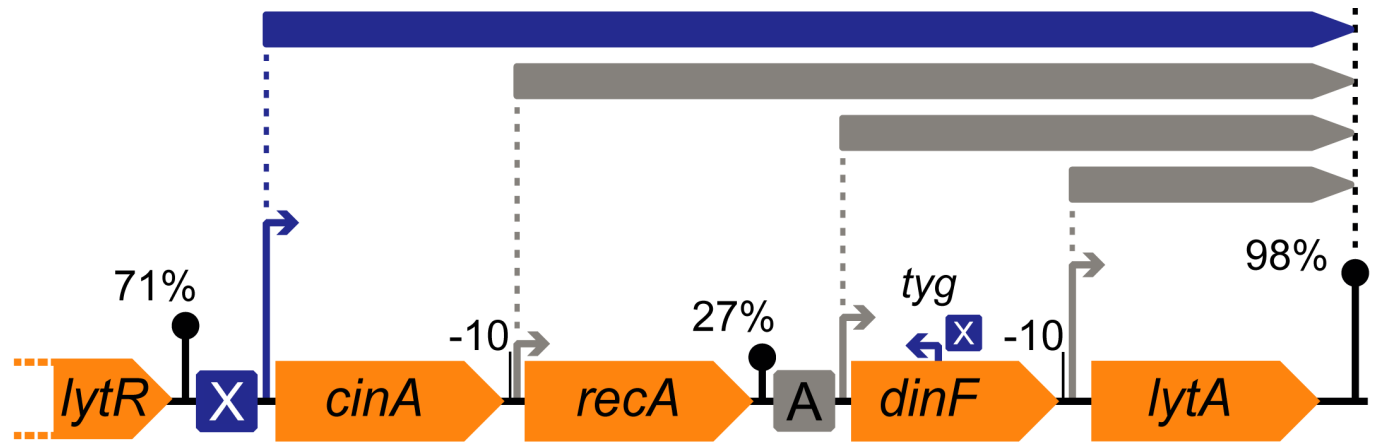 98%
71%
tyg
27%
-10
X
-10
lytR
X
cinA
recA
A
dinF
lytA